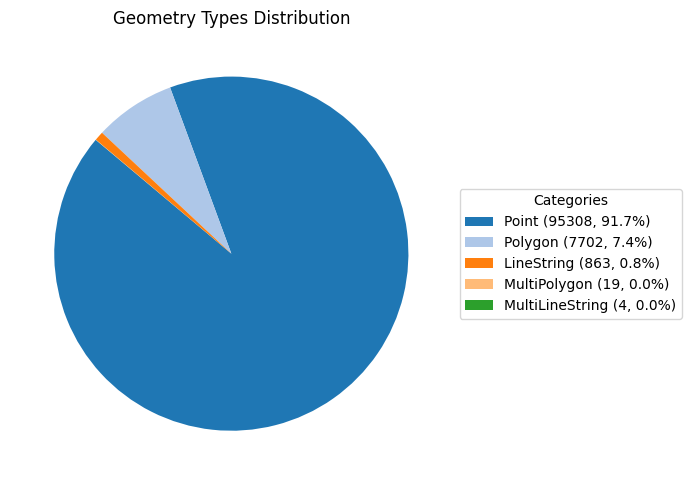 Geometry Types Distribution
Categories
Point (95308, 91.7%)
Polygon (7702, 7.4%)
LineString (863, 0.8%)
MultiPolygon (19, 0.0%)
MultiLineString (4, 0.0%)